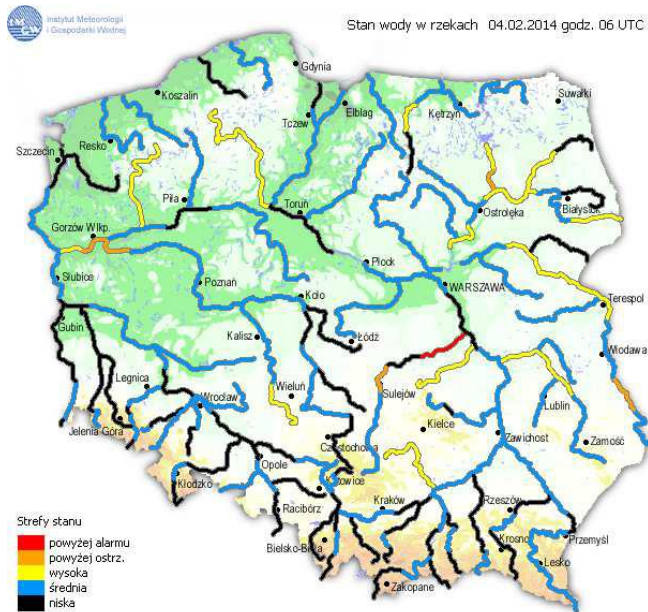 Instytut Meteorologii
i Gospodarki Wodnej
Stan wody w rzekach 04.02.2014 godz. 06 UTC
Gdynia
Koszalin
Suwałki
Elbląg
Kętrzyn
Tczew
Resko
Szczecin
Piła
Toruń
Ostrołęka
Białystok
Gorzów Wlkp.
Płock
Słubice
Poznań
Koło
WARSZAWA
Terespol
Gubin
Kalisz
Łódź
Włodawa
Legnica
Wieluń
Sulejów
Wrocław
Lublin
Jelenia Góra
Kielce
Zawichost
Zamość
Częstochowa
Opole
Kłodzko
Katowice
Racibórz
Kraków
Rzeszów
Bielsko-Biała
Krosno
Przemyśl
Lesko
Zakopane
Strefy stanu
powyżej alarmu
powyżej ostrz.
wysoka
średnia
niska